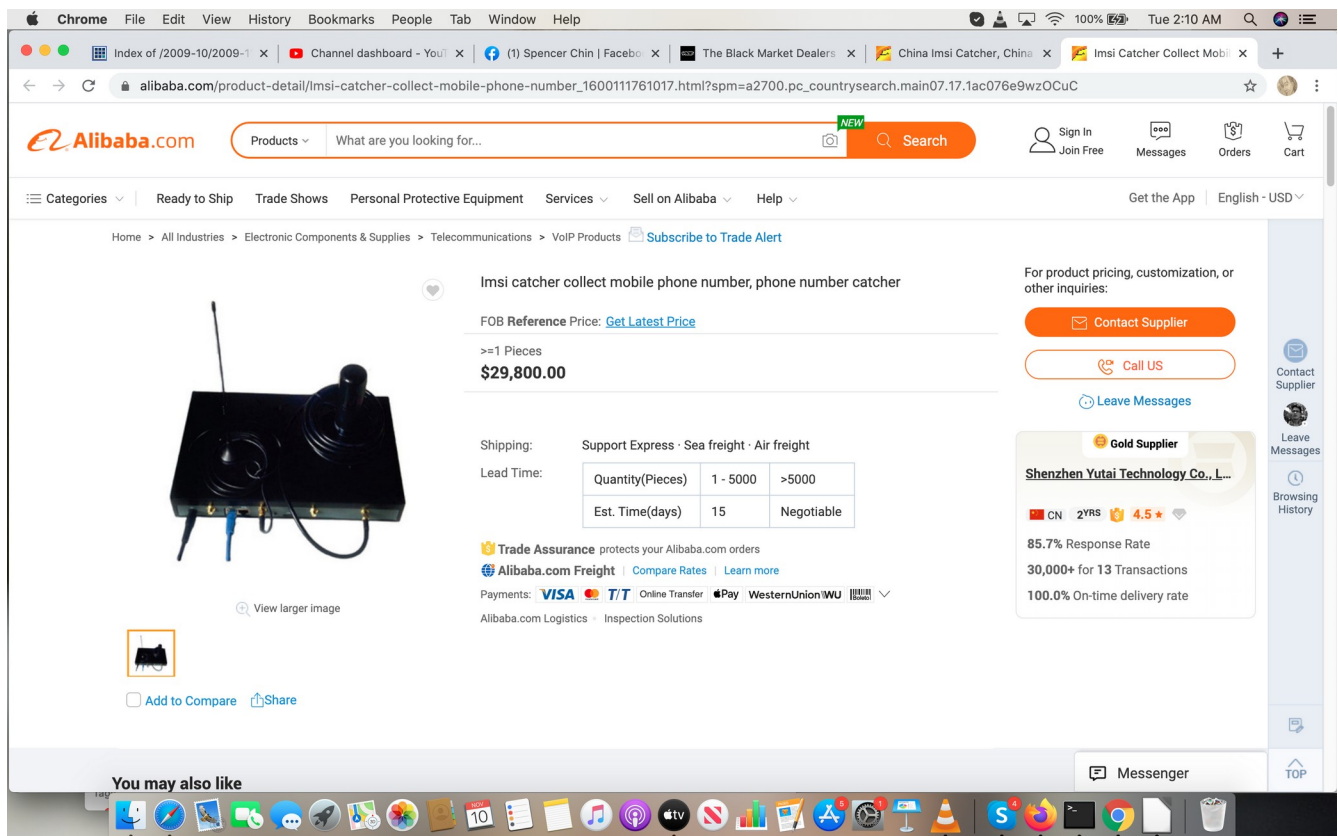 Chrome File Edit View History Bookmarks People Tab Window Help 100% Tue 2:10 AM
Index of /2009-10/2009-1
Channel dashboard - YouT
(1) Spencer Chin | Facebo
The Black Market Dealers
China Imsi Catcher, China
Imsi Catcher Collect Mobil
alibaba.com/product-detail/Imsi-catcher-collect-mobile-phone-number_1600111761017.html?spm=a2700.pc_countrysearch.main07.17.1ac076e9wzOCuC
Alibaba.com
Products
What are you looking for...
NEW
Search
Sign In
Join Free
Messages
Orders
Cart
Categories Ready to Ship Trade Shows Personal Protective Equipment Services Sell on Alibaba Help
Get the App English - USD
Home > All Industries > Electronic Components & Supplies > Telecommunications > VoIP Products Subscribe to Trade Alert
Imsi catcher collect mobile phone number, phone number catcher
FOB Reference Price: Get Latest Price
>=1 Pieces
$29,800.00
Shipping: Support Express · Sea freight · Air freight
Lead Time:
Quantity(Pieces) 1 - 5000 >5000
Est. Time(days) 15 Negotiable
Trade Assurance protects your Alibaba.com orders
Alibaba.com Freight Compare Rates Learn more
Payments: VISA T/T Online Transfer Pay WesternUnion WU Boleto
Alibaba.com Logistics Inspection Solutions
View larger image
Add to Compare Share
For product pricing, customization, or
other inquiries:
Contact Supplier
Call US
Leave Messages
Gold Supplier
Shenzhen Yutai Technology Co., L...
CN 2YRS 4.5
85.7% Response Rate
30,000+ for 13 Transactions
100.0% On-time delivery rate
Contact
Supplier
Leave
Messages
Browsing
History
TOP
Messenger
You may also like
NOV
10
tv
5
1
4